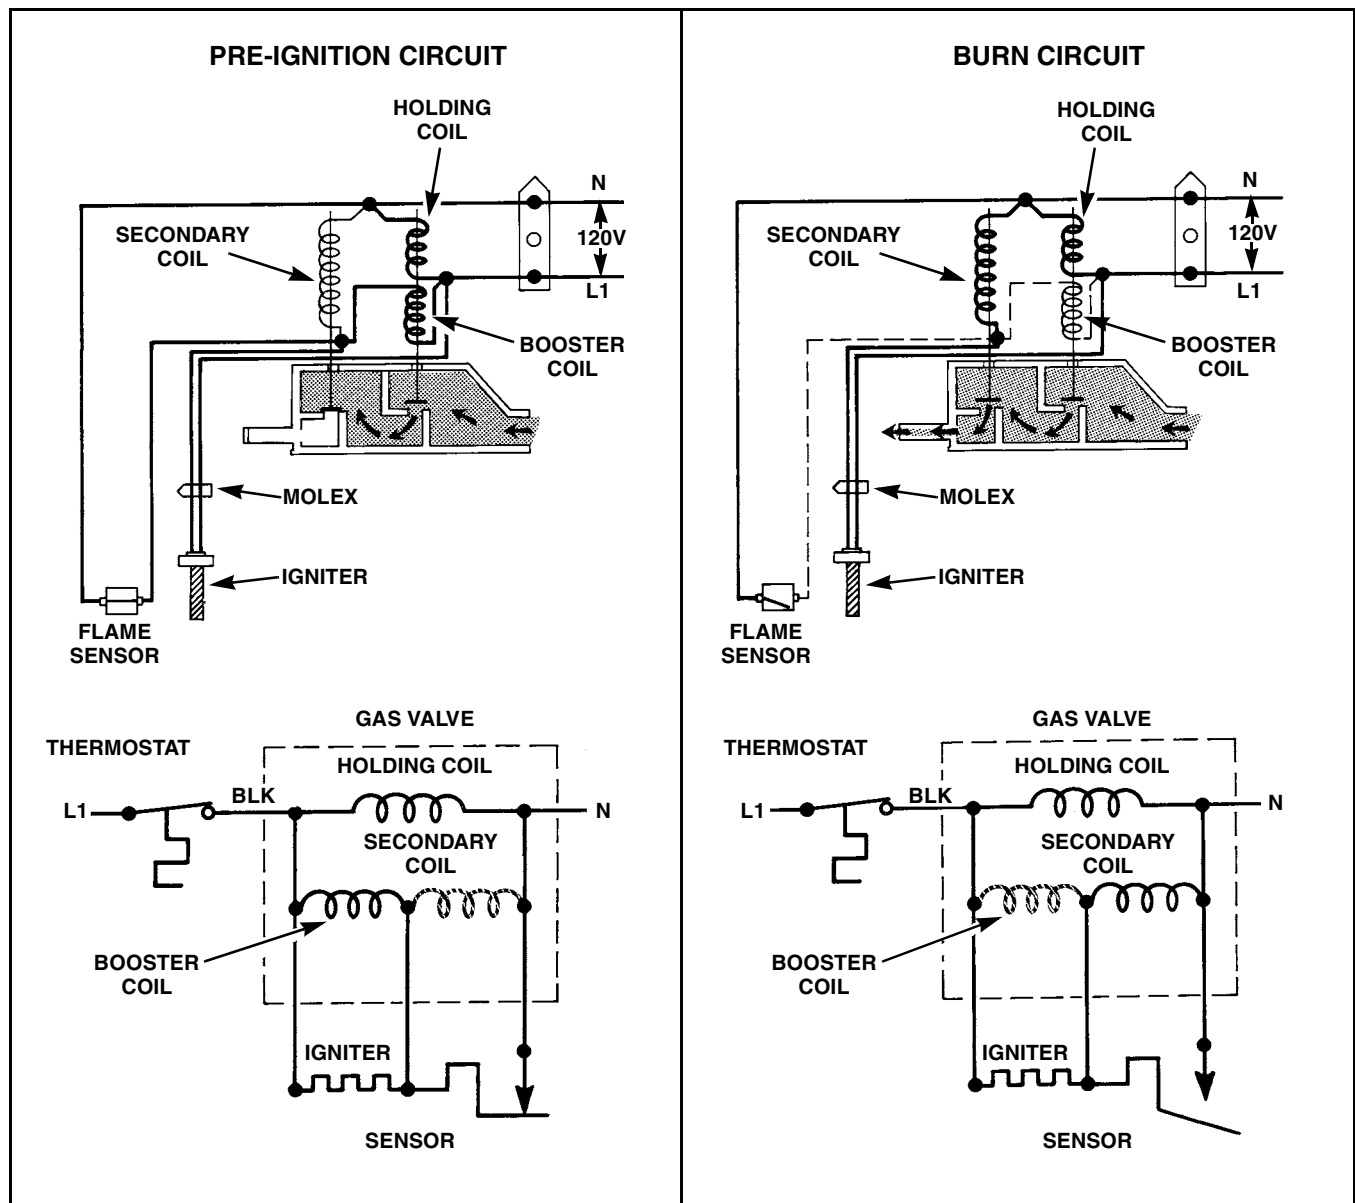 PRE-IGNITION CIRCUIT
HOLDING
COIL
N
SECONDARY
COIL
120V
L1
BOOSTER
COIL
MOLEX
IGNITER
FLAME
SENSOR
GAS VALVE
THERMOSTAT
HOLDING COIL
BLK
L1
N
SECONDARY
COIL
BOOSTER
COIL
IGNITER
SENSOR
BURN CIRCUIT
HOLDING
COIL
N
SECONDARY
COIL
120V
L1
BOOSTER
COIL
MOLEX
IGNITER
FLAME
SENSOR
GAS VALVE
THERMOSTAT
HOLDING COIL
BLK
L1
N
SECONDARY
COIL
BOOSTER
COIL
IGNITER
SENSOR